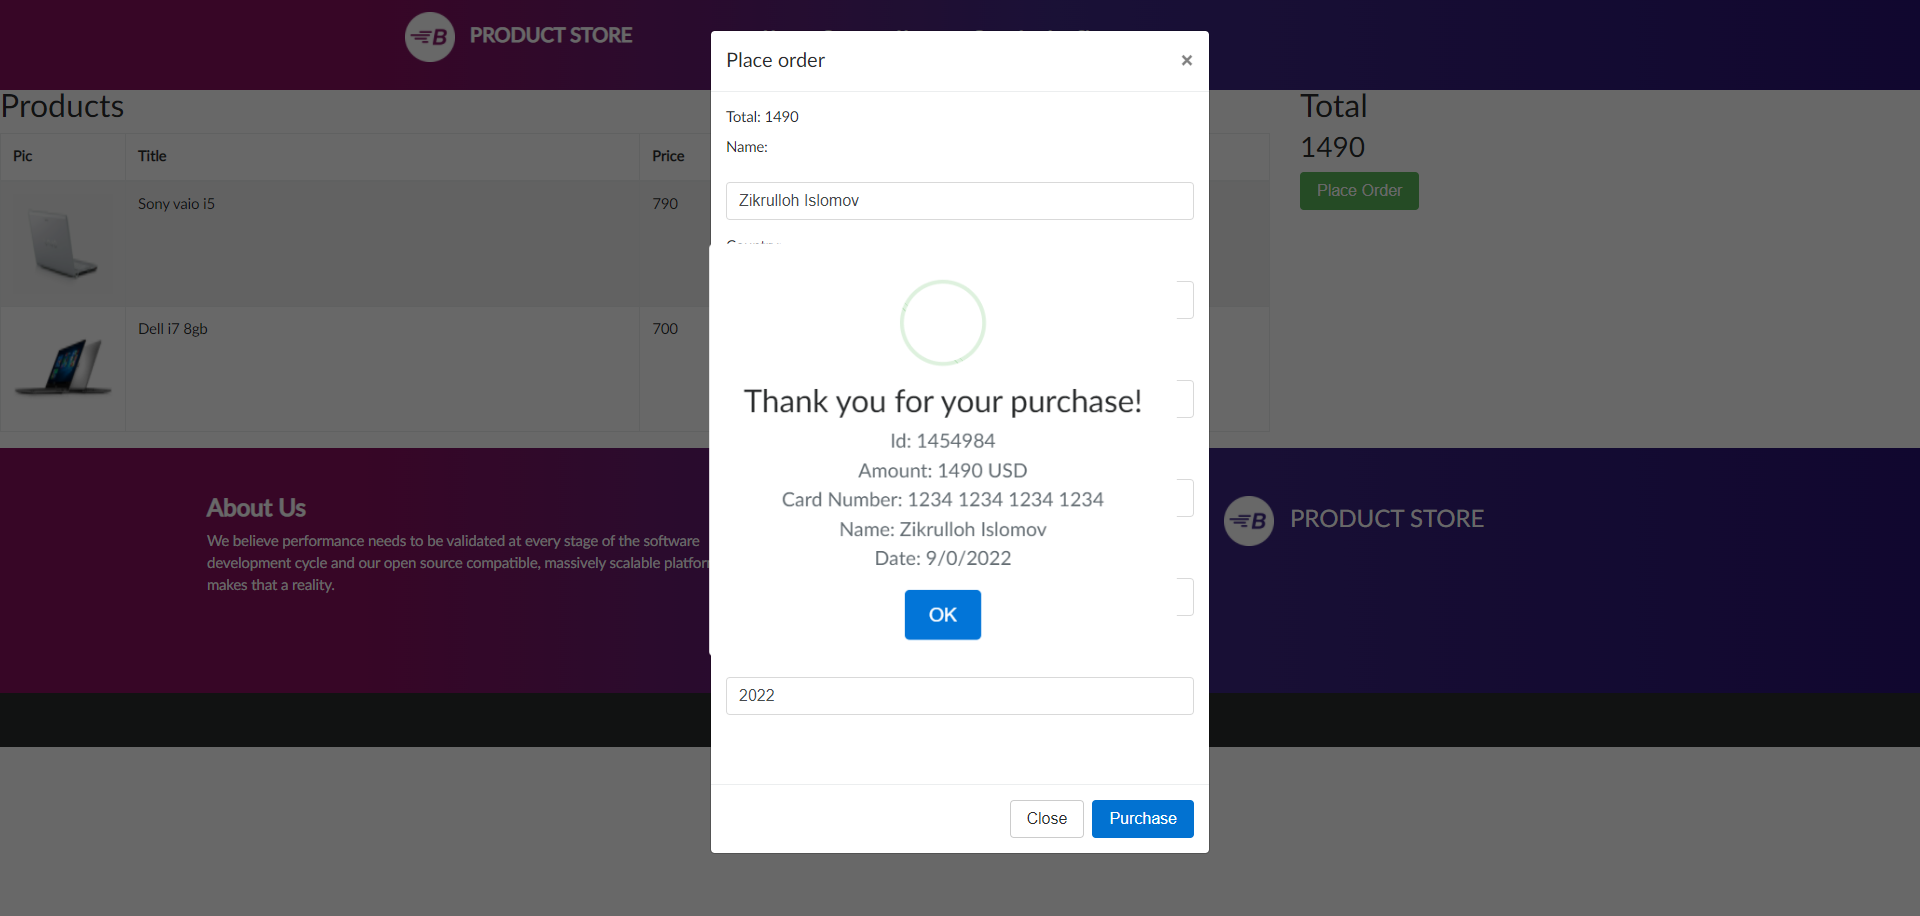 B PRODUCT STORE
Place order ×
Products
Total
Total: 1490
1490
Name:
Pic Title Price
Place Order
Sony vaio i5 790
Zikrulloh Islomov
Dell i7 8gb 700
Thank you for your purchase!
Id: 1454984
Amount: 1490 USD
Card Number: 1234 1234 1234 1234
Name: Zikrulloh Islomov
Date: 9/0/2022
OK
About Us
We believe performance needs to be validated at every stage of the software
development cycle and our open source compatible, massively scalable platfor
makes that a reality.
B PRODUCT STORE
2022
Close Purchase